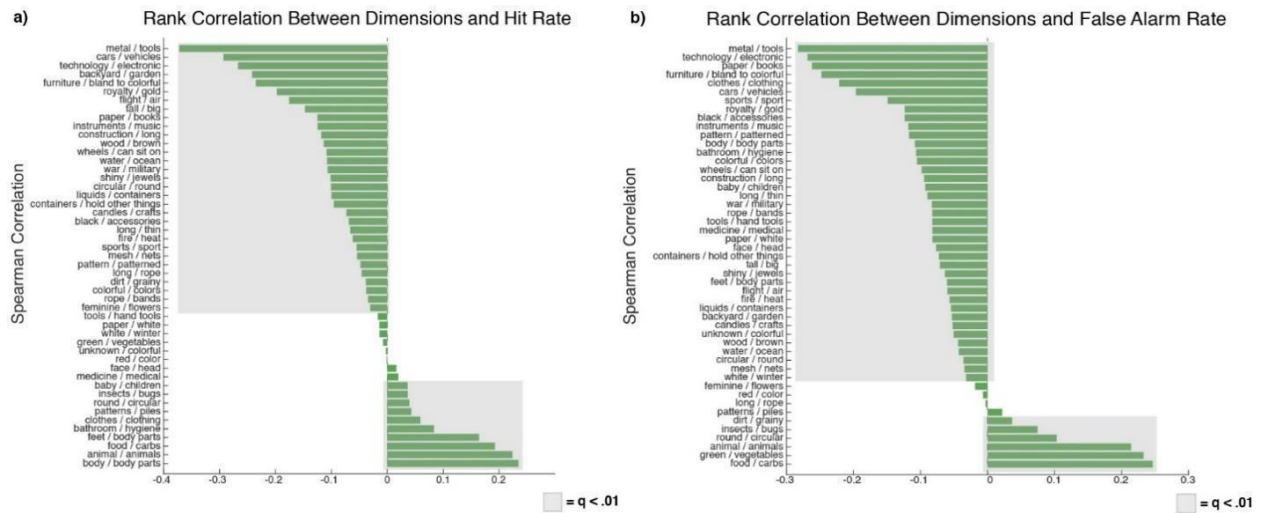 a) Rank Correlation Between Dimensions and Hit Rate
Spearman Correlation
metal / tools
cars / vehicles
technology / electronic
backyard / garden
furniture / bland to colorful
royalty / gold
flight / air
tall / big
paper / books
instruments / music
construction / long
wood / brown
wheels / can sit on
water / ocean
war / military
shiny / jewels
circular / round
liquids / containers
containers / hold other things
candles / crafts
black / accessories
long / thin
fire / heat
sports / sport
mesh / nets
pattern / patterned
long / rope
dirt / grainy
colorful / colors
rope / bands
feminine / flowers
tools / hand tools
paper / white
white / winter
green / vegetables
unknown / colorful
red / color
face / head
medicine / medical
baby / children
insects / bugs
round / circular
patterns / piles
clothes / clothing
bathroom / hygiene
feet / body parts
food / carbs
animal / animals
body / body parts
-0.4 -0.3 -0.2 -0.1 0 0.1 0.2 0.3
= q < .01
b) Rank Correlation Between Dimensions and False Alarm Rate
Spearman Correlation
metal / tools
technology / electronic
paper / books
furniture / bland to colorful
clothes / clothing
cars / vehicles
sports / sport
royalty / gold
black / accessories
instruments / music
pattern / patterned
body / body parts
bathroom / hygiene
colorful / colors
wheels / can sit on
construction / long
baby / children
long / thin
war / military
rope / bands
tools / hand tools
medicine / medical
paper / white
face / head
containers / hold other things
tall / big
shiny / jewels
feet / body parts
flight / air
fire / heat
liquids / containers
backyard / garden
candles / crafts
unknown / colorful
wood / brown
water / ocean
circular / round
mesh / nets
white / winter
feminine / flowers
red / color
long / rope
patterns / piles
dirt / grainy
insects / bugs
round / circular
animal / animals
green / vegetables
food / carbs
-0.3 -0.2 -0.1 0 0.1 0.2 0.3
= q < .01